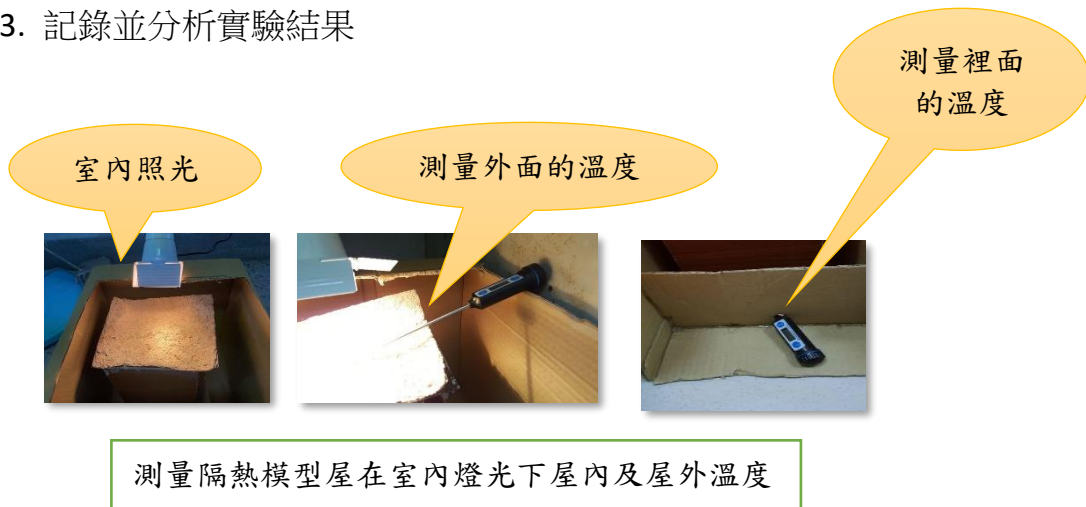 3. 記錄並分析實驗結果
測量裡面
的溫度
室內照光
測量外面的溫度
測量隔熱模型屋在室內燈光下屋內及屋外溫度